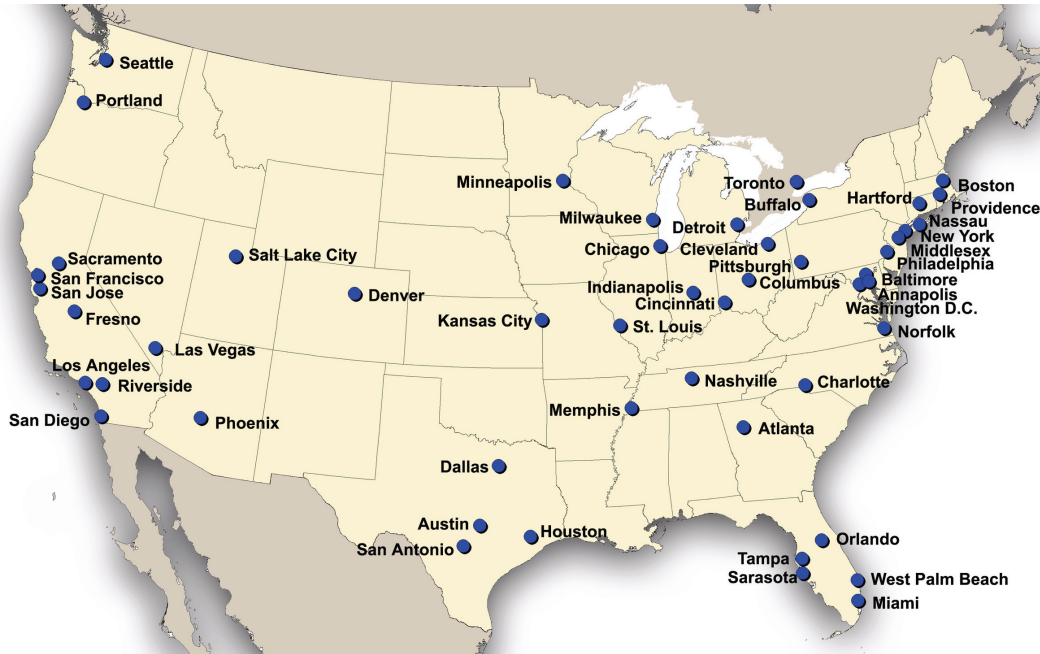 Seattle
Portland
Minneapolis
Toronto
Boston
Buffalo
Hartford
Providence
Milwaukee
Detroit
Nassau
New York
Chicago
Cleveland
Middlesex
Sacramento
Salt Lake City
Pittsburgh
Philadelphia
San Francisco
Columbus
Baltimore
San Jose
Denver
Indianapolis
Annapolis
Cincinnati
Washington D.C.
Fresno
Kansas City
St. Louis
Norfolk
Las Vegas
Los Angeles
Riverside
Nashville
Charlotte
San Diego
Phoenix
Memphis
Atlanta
Dallas
Austin
Houston
San Antonio
Orlando
Tampa
Sarasota
West Palm Beach
Miami